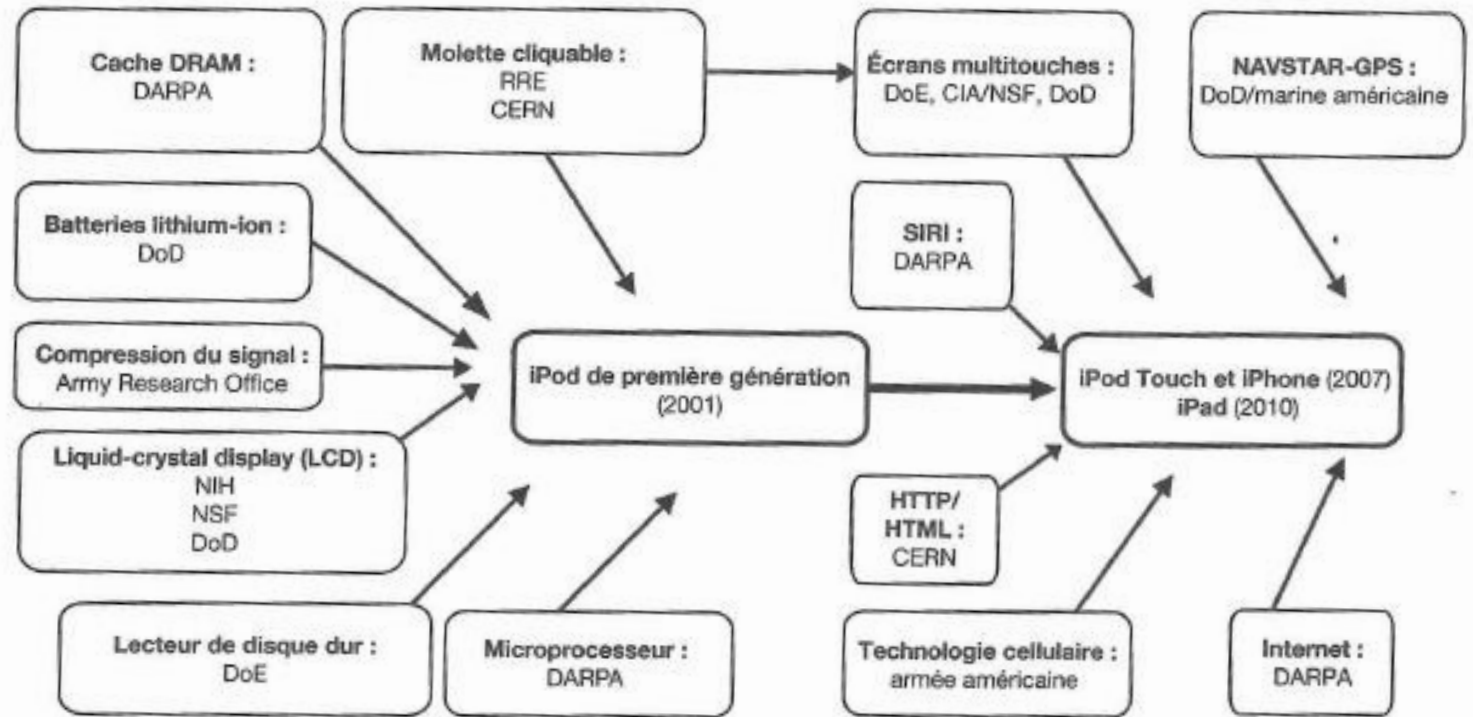 Cache DRAM :
DARPA
Molette cliquable :
RRE
CERN
Écrans multitouches :
DoE, CIA/NSF, DoD
NAVSTAR-GPS :
DoD/marine américaine
Batteries lithium-ion :
DoD
SIRI :
DARPA
Compression du signal :
Army Research Office
iPod de première génération
(2001)
iPod Touch et iPhone (2007)
iPad (2010)
Liquid-crystal display (LCD) :
NIH
NSF
DoD
HTTP/
HTML :
CERN
Lecteur de disque dur :
DoE
Microprocesseur :
DARPA
Technologie cellulaire :
armée américaine
Internet :
DARPA